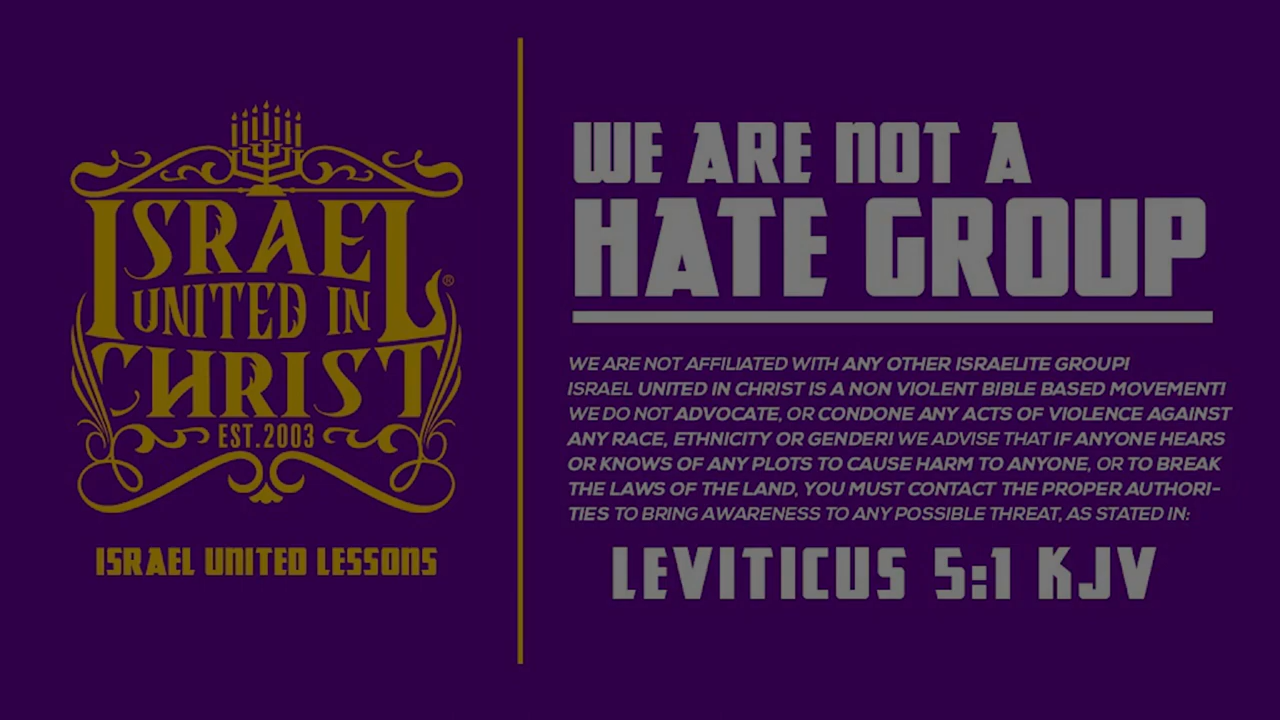 ISRAEL
UNITED IN
CHRIST
®
EST.2003
ISRAEL UNITED LESSONS
WE ARE NOT A
HATE GROUP
WE ARE NOT AFFILIATED WITH ANY OTHER ISRAELITE GROUP!
ISRAEL UNITED IN CHRIST IS A NON VIOLENT BIBLE BASED MOVEMENT!
WE DO NOT ADVOCATE, OR CONDONE ANY ACTS OF VIOLENCE AGAINST
ANY RACE, ETHNICITY OR GENDER! WE ADVISE THAT IF ANYONE HEARS
OR KNOWS OF ANY PLOTS TO CAUSE HARM TO ANYONE, OR TO BREAK
THE LAWS OF THE LAND, YOU MUST CONTACT THE PROPER AUTHORI-
TIES TO BRING AWARENESS TO ANY POSSIBLE THREAT, AS STATED IN:
LEVITICUS 5:1 KJV